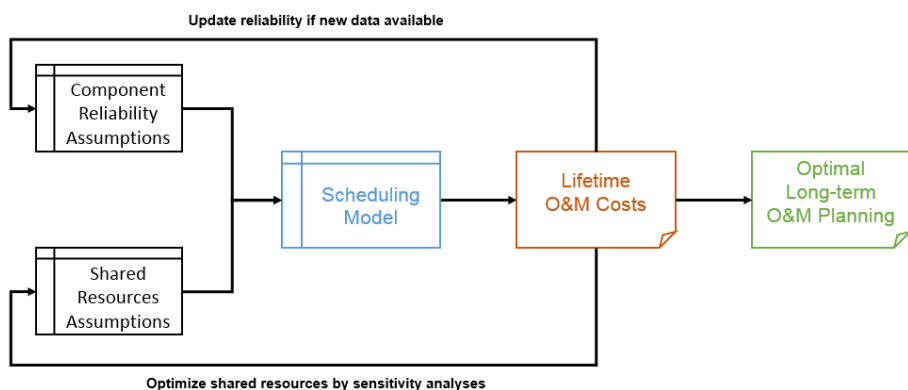 Update reliability if new data available
Component
Reliability
Assumptions
Scheduling
Model
Lifetime
O&M Costs
Optimal
Long-term
O&M Planning
Shared
Resources
Assumptions
Optimize shared resources by sensitivity analyses